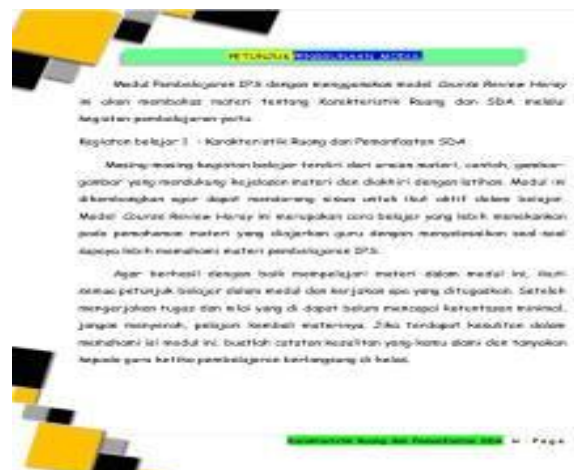 PETUNJUK PENGGUNAAN MODUL
Modul Pembelajaran IPS dengan menggunakan model Course Review Horay
ini akan membahas materi tentang Karakteristik Ruang dan SDA melalui
kegiatan pembelajaran yaitu
Kegiatan belajar 1 : Karakteristik Ruang dan Pemanfaatan SDA
Masing-masing kegiatan belajar terdiri dari uraian materi, contoh, gambar-
gambar yang mendukung kejelasan materi dan diakhiri dengan latihan. Modul ini
dikembangkan agar dapat mendorong siswa untuk ikut aktif dalam belajar.
Model Course Review Horay ini merupakan cara belajar yang lebih menekankan
pada pemahaman materi yang diajarkan guru dengan menyelesaikan soal-soal
supaya lebih memahami materi pembelajaran IPS.
Agar berhasil dengan baik mempelajari materi dalam modul ini, ikuti
semua petunjuk belajar dalam modul dan kerjakan apa yang ditugaskan. Setelah
mengerjakan tugas dan nilai yang di dapat belum mencapai ketuntasan minimal,
jangan menyerah, pelajari kembali materinya. Jika terdapat kesulitan dalam
memahami isi modul ini, buatlah catatan kesulitan yang kamu alami dan tanyakan
kepada guru ketika pembelajaran berlangsung di kelas.
Karakteristik Ruang dan Pemanfaatan SDA Page